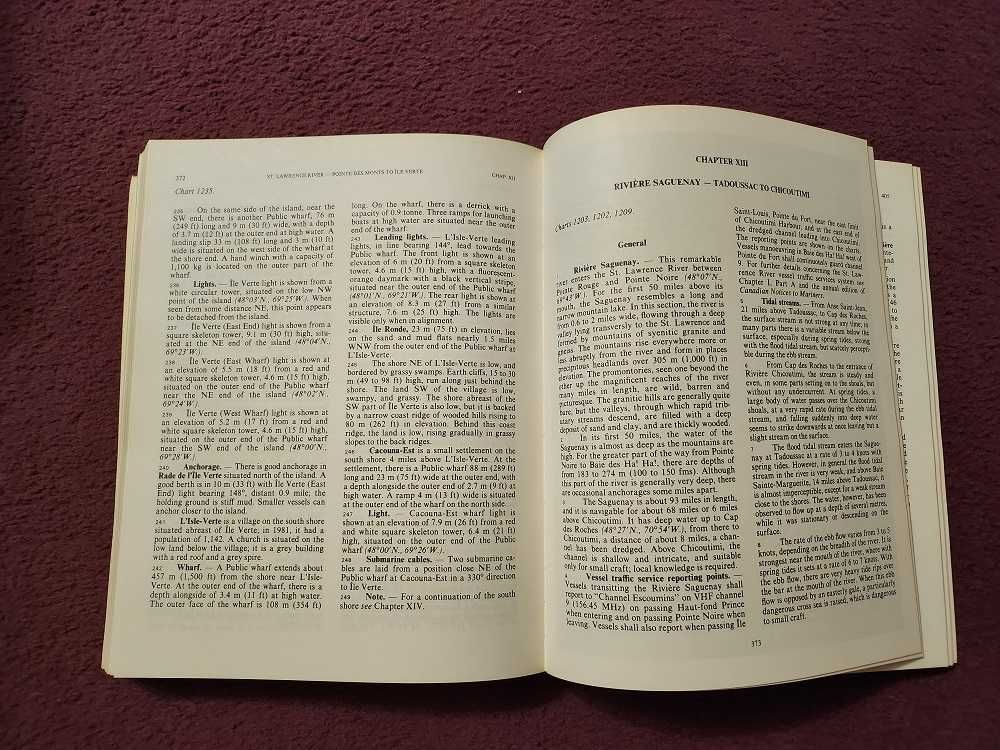 372
ST. LAWRENCE RIVER — POINTE DES MONTS TO ÎLE VERTE
CHAP. XII
Chart 1235.
236 On the same side of the island, near the
SW end, there is another Public wharf, 76 m
(249 ft) long and 9 m (30 ft) wide, with a depth
of 3.7 m (12 ft) at the outer end at high water. A
landing slip 33 m (108 ft) long and 3 m (10 ft)
wide is situated on the west side of the wharf at
the shore end. A hand winch with a capacity of
1,100 kg is located on the outer part of the
wharf.
Lights. — Île Verte light is shown from a
white circular tower, situated on the low NW
point of the island (48°03'N., 69°25'W.). When
seen from some distance NE, this point appears
to be detached from the island.
237 Île Verte (East End) light is shown from a
square skeleton tower, 9.1 m (30 ft) high, situ-
ated at the NE end of the island (48°04'N.,
69°23'W.).
238 Île Verte (East Wharf) light is shown at
an elevation of 5.5 m (18 ft) from a red and
white square skeleton tower, 4.6 m (15 ft) high,
situated on the outer end of the Public wharf
near the NE end of the island (48°02'N.,
69°24'W.).
239 Île Verte (West Wharf) light is shown at
an elevation of 5.2 m (17 ft) from a red and
white square skeleton tower, 4.6 m (15 ft) high,
situated on the outer end of the Public wharf
near the SW end of the island (48°00'N.,
69°28'W.).
240 Anchorage. — There is good anchorage in
Rade de l'Île Verte situated north of the island. A
good berth is in 10 m (33 ft) with Île Verte (East
End) light bearing 148°, distant 0.9 mile; the
holding ground is stiff mud. Smaller vessels can
anchor closer to the island.
241 L'Isle-Verte is a village on the south shore
situated abreast of Île Verte; in 1981, it had a
population of 1,142. A church is situated on the
low land below the village; it is a grey building
with a red roof and a grey spire.
242 Wharf. — A Public wharf extends about
457 m (1,500 ft) from the shore near L'Isle-
Verte. At the outer end of the wharf, there is a
depth alongside of 3.4 m (11 ft) at high water.
The outer face of the wharf is 108 m (354 ft)
long. On the wharf, there is a derrick with a
capacity of 0.9 tonne. Three ramps for launching
boats at high water are situated near the outer
end of the wharf.
243 Leading lights. — L'Isle-Verte leading
lights, in line bearing 144°, lead towards the
Public wharf. The front light is shown at an
elevation of 6 m (20 ft) from a square skeleton
tower, 4.6 m (15 ft) high, with a fluorescent-
orange daymark with a black vertical stripe,
situated near the outer end of the Public wharf
(48°01'N., 69°21'W.). The rear light is shown at
an elevation of 8.3 m (27 ft) from a similar
structure, 7.6 m (25 ft) high. The lights are
visible only when in alignment.
244 Île Ronde, 23 m (75 ft) in elevation, lies
on the sand and mud flats nearly 1.5 miles
WNW from the outer end of the Public wharf at
L'Isle-Verte.
245 The shore NE of L'Isle-Verte is low, and
bordered by grassy swamps. Earth cliffs, 15 to 30
m (49 to 98 ft) high, run along just behind the
shore. The land SW of the village is low,
swampy, and grassy. The shore abreast of the
SW part of Île Verte is also low, but it is backed
by a narrow coast ridge of wooded hills rising to
80 m (262 ft) in elevation. Behind this coast
ridge, the land is low, rising gradually in grassy
slopes to the back ridges.
246 Cacouna-Est is a small settlement on the
south shore 4 miles above L'Isle-Verte. At the
settlement, there is a Public wharf 88 m (289 ft)
long and 23 m (75 ft) wide at the outer end, with
a depth alongside the outer end of 2.7 m (9 ft) at
high water. A ramp 4 m (13 ft) wide is situated
at the outer end of the wharf on the north side.
247 Light. — Cacouna-Est wharf light is
shown at an elevation of 7.9 m (26 ft) from a red
and white square skeleton tower, 6.4 m (21 ft)
high, situated on the outer end of the Public
wharf (48°00'N., 69°26'W.).
248 Submarine cables. — Two submarine ca-
bles are laid from a position close NE of the
Public wharf at Cacouna-Est in a 330° direction
to Île Verte.
249 Note. — For a continuation of the south
shore see Chapter XIV.
CHAPTER XIII
RIVIÈRE SAGUENAY — TADOUSSAC TO CHICOUTIMI
Charts 1203, 1202, 1209.
General
Rivière Saguenay. — This remarkable
river enters the St. Lawrence River between
Pointe Rouge and Pointe Noire (48°07'N.,
69°43'W.). For the first 50 miles above its
mouth, the Saguenay resembles a long and
narrow mountain lake. In this section, the river is
from 0.6 to 2 miles wide, flowing through a deep
valley lying transversely to the St. Lawrence and
formed by mountains of syenitic granite and
gneiss. The mountains rise everywhere more or
less abruptly from the river and form in places
precipitous headlands over 305 m (1,000 ft) in
elevation. The promontories, seen one beyond the
other up the magnificent reaches of the river
picturesque. The granitic hills are generally quite
bare, but the valleys, through which rapid trib-
utary streams descend, are filled with a deep
deposit of sand and clay, and are thickly wooded.
2 In its first 50 miles, the water of the
Saguenay is almost as deep as the mountains are
high. For the greater part of the way from Pointe
Noire to Baie des Ha! Ha!, there are depths of
from 183 to 274 m (100 to 150 fms). Although
this part of the river is generally very deep, there
are occasional anchorages some miles apart.
3 The Saguenay is about 93 miles in length,
and it is navigable for about 68 miles or 6 miles
above Chicoutimi. It has deep water up to Cap
des Roches (48°27'N., 70°54'W.), from there to
Chicoutimi, a distance of about 8 miles, a chan-
nel has been dredged. Above Chicoutimi, the
channel is shallow and intricate, and suitable
only for small craft; local knowledge is required.
4 Vessel traffic service reporting points. —
Vessels transitting the Rivière Saguenay shall
report to "Channel Escoumins" on VHF channel
9 (156.45 MHz) on passing Haut-fond Prince
when entering and on passing Pointe Noire when
leaving. Vessels shall also report when passing Île
Saint-Louis, Pointe du Fort, near the east limit
of Chicoutimi Harbour, and at the east end of
the dredged channel leading into Chicoutimi.
The reporting points are shown on the charts.
Vessels manoeuvring in Baie des Ha! Ha! west of
Pointe du Fort shall continuously guard channel
9. For further details concerning the St. Law-
rence River vessel traffic services system see
Chapter I, Part A and the annual edition of
Canadian Notices to Mariners.
5 Tidal streams. — From Anse Saint-Jean,
21 miles above Tadoussac, to Cap des Roches,
the surface stream is not strong at any time; in
many parts there is a variable stream below the
surface, especially during spring tides, strong
with the flood tidal stream, but scarcely percepti-
ble during the ebb stream.
6 From Cap des Roches to the entrance of
Rivière Chicoutimi, the stream is steady and
even, in some parts setting on to the shoals, but
without any undercurrent. At spring tides, a
large body of water passes over the Chicoutimi
shoals, at a very rapid rate during the ebb tidal
stream, and falling suddenly into deep water
seems to strike downwards at once leaving but a
slight stream on the surface.
7 The flood tidal stream enters the Sague-
nay at Tadoussac at a rate of 3 to 4 knots with
spring tides. However, in general the flood tidal
stream in the river is very weak, and above Baie
Sainte-Marguerite, 14 miles above Tadoussac, it
is almost imperceptible, except for a weak stream
close to the shores. The water, however, has been
observed to flow up at a depth of several metres,
while it was stationary or descending on the
surface.
8 The rate of the ebb flow varies from 3 to 5
knots, depending on the breadth of the river. It is
strongest near the mouth of the river, where with
spring tides it sets at a rate of 6 to 7 knots. With
the ebb flow, there are very heavy tide rips over
the bar at the mouth of the river. When this ebb
flow is opposed by an easterly gale, a particularly
dangerous cross sea is raised, which is dangerous
to small craft.
373
405